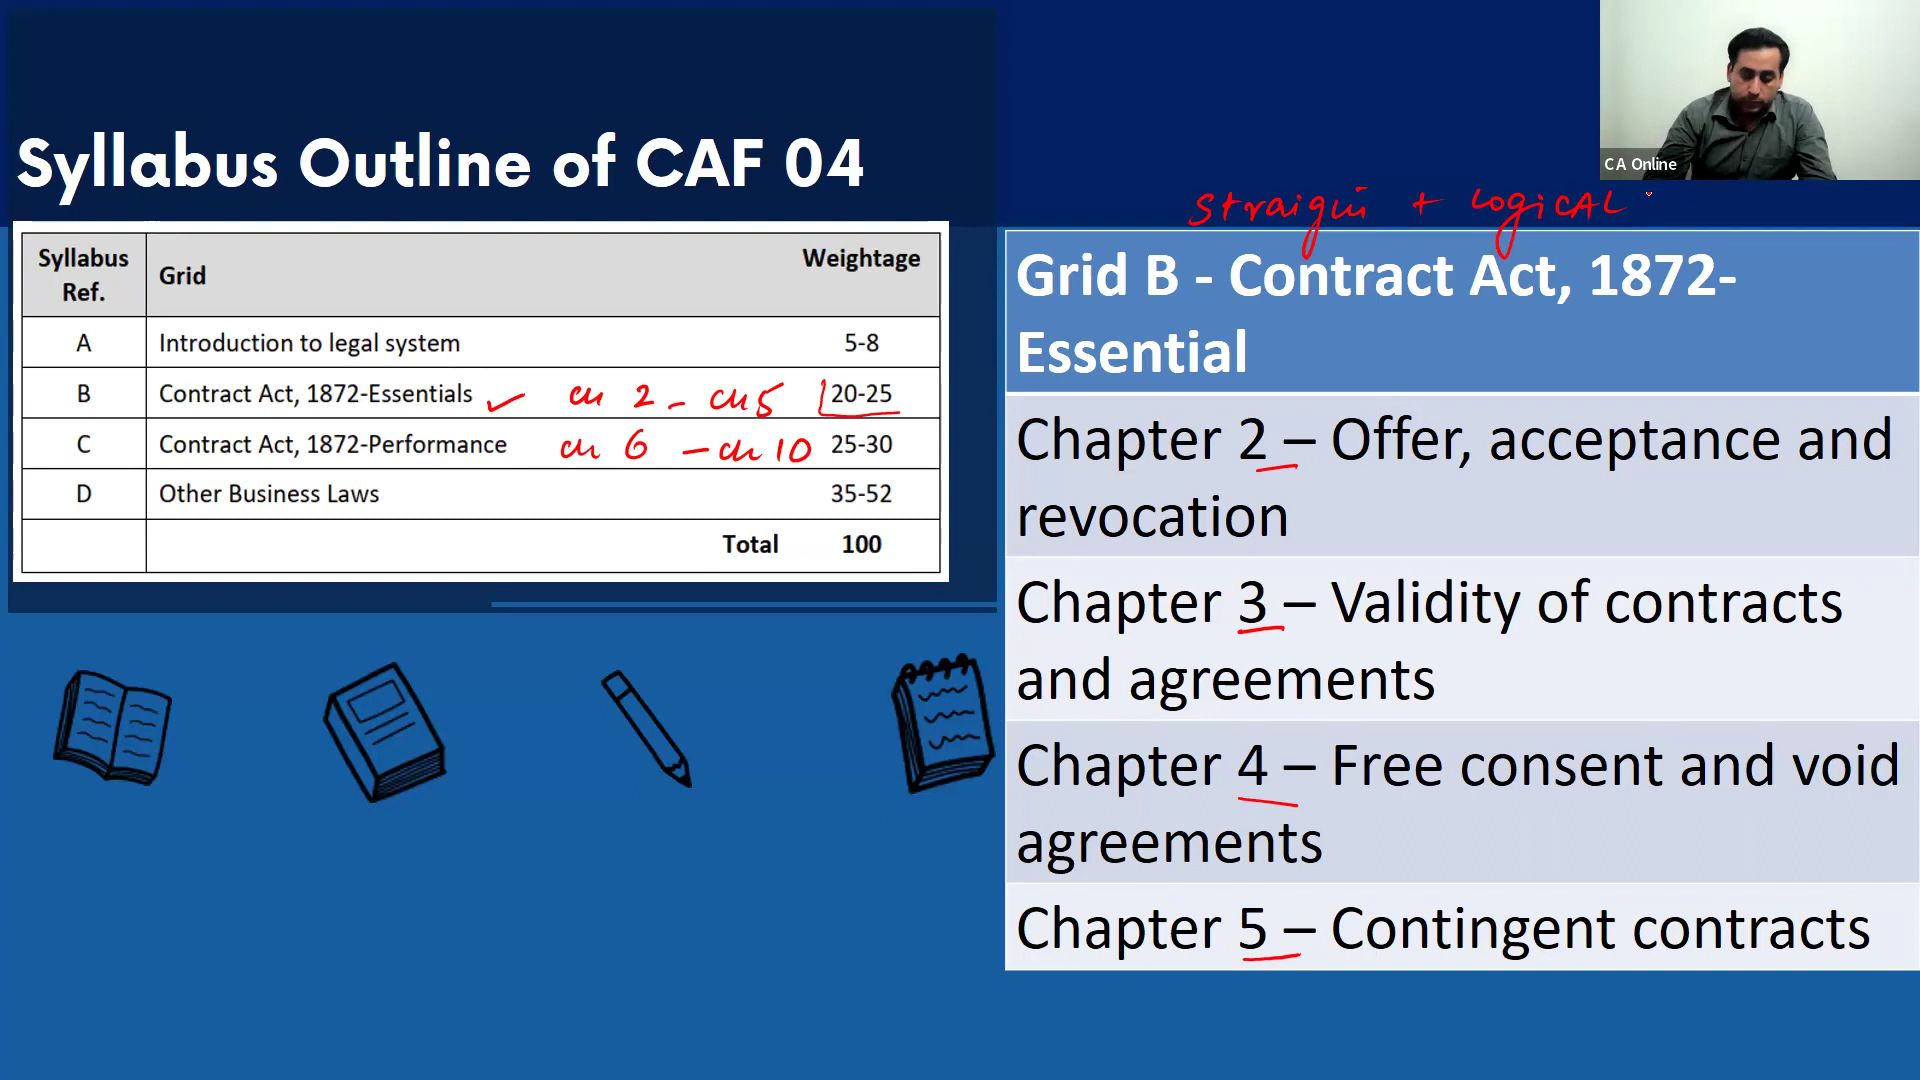 Syllabus Outline of CAF 04
Syllabus Ref. Grid Weightage
A Introduction to legal system 5-8
B Contract Act, 1872-Essentials ch 2 - ch 5 20-25
C Contract Act, 1872-Performance ch 6 - ch 10 25-30
D Other Business Laws 35-52
Total 100
CA Online
+ LogiCAL
Grid B - Contract Act, 1872-
Essential
Chapter 2 – Offer, acceptance and
revocation
Chapter 3 – Validity of contracts
and agreements
Chapter 4 – Free consent and void
agreements
Chapter 5 – Contingent contracts